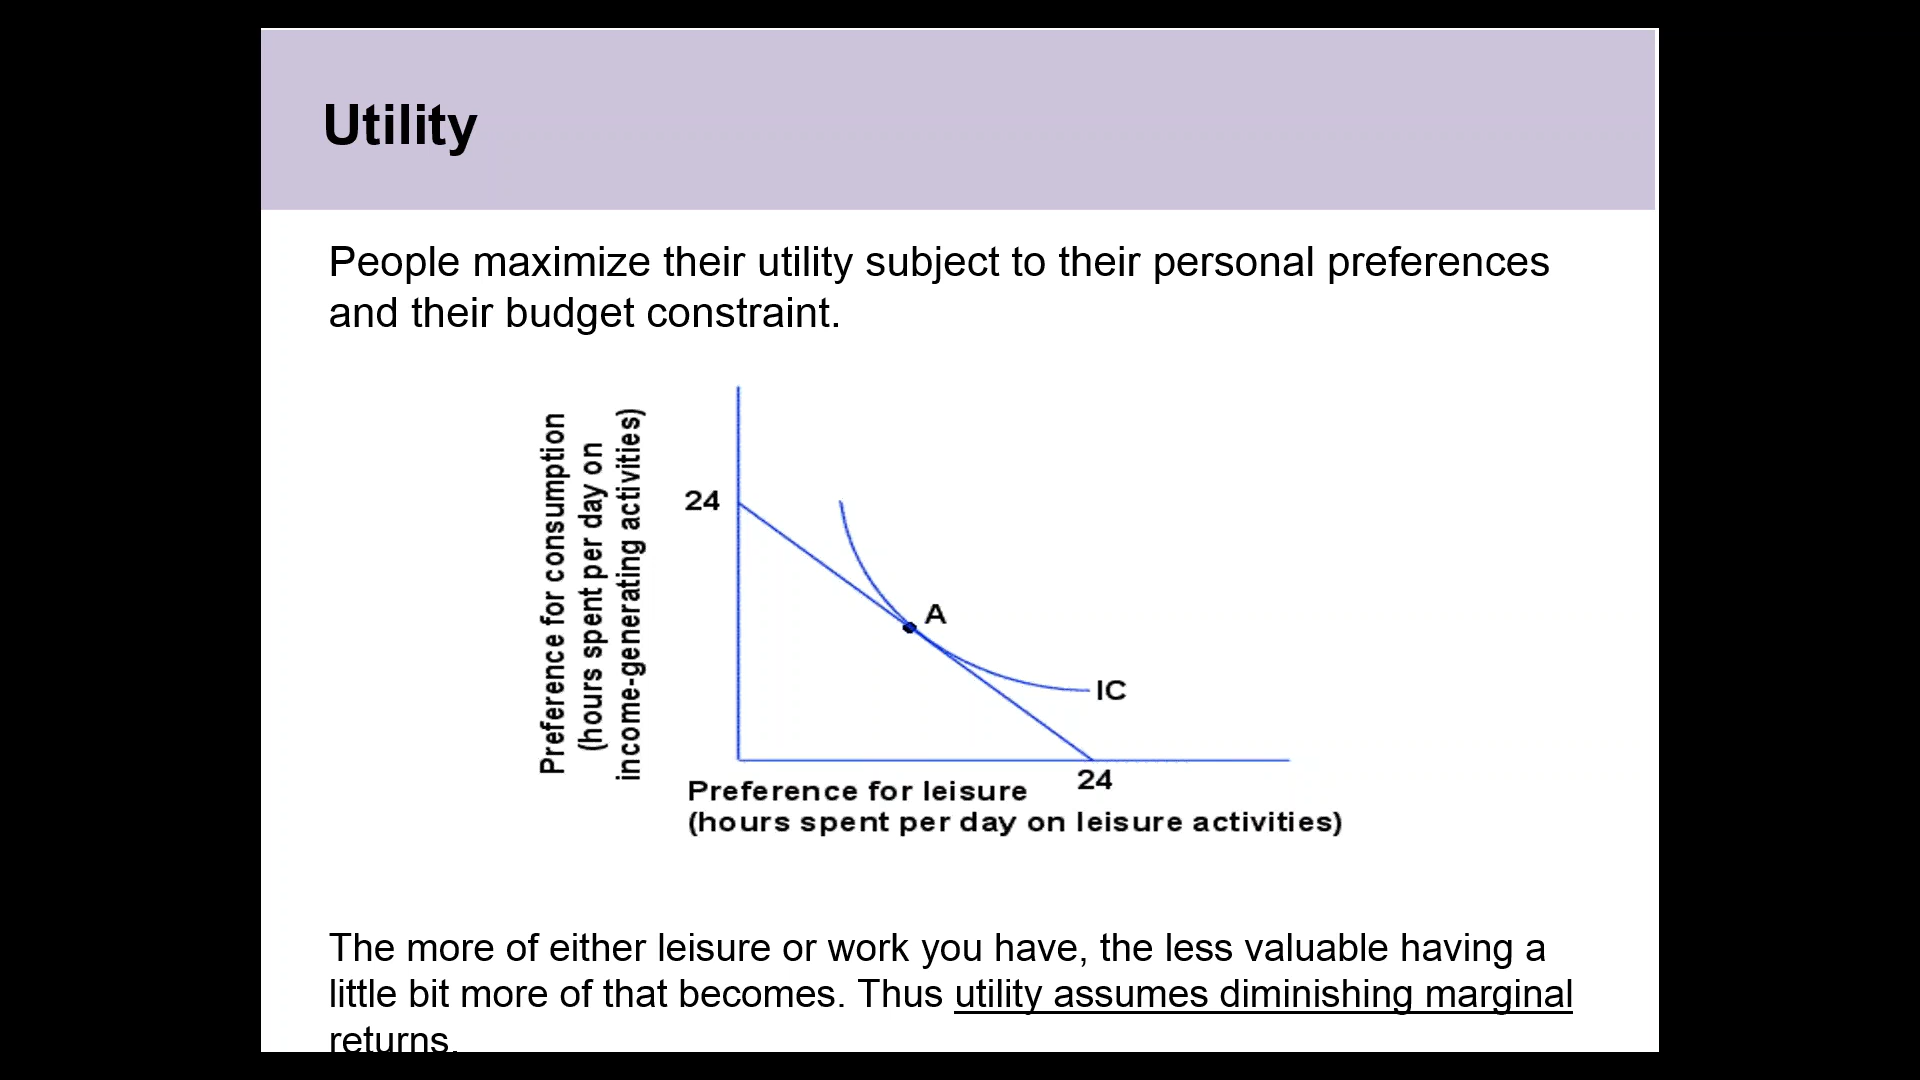 Utility
People maximize their utility subject to their personal preferences
and their budget constraint.
Preference for consumption
(hours spent per day on
income-generating activities)
24
A
IC
24
Preference for leisure
(hours spent per day on leisure activities)
The more of either leisure or work you have, the less valuable having a
little bit more of that becomes. Thus utility assumes diminishing marginal
returns.